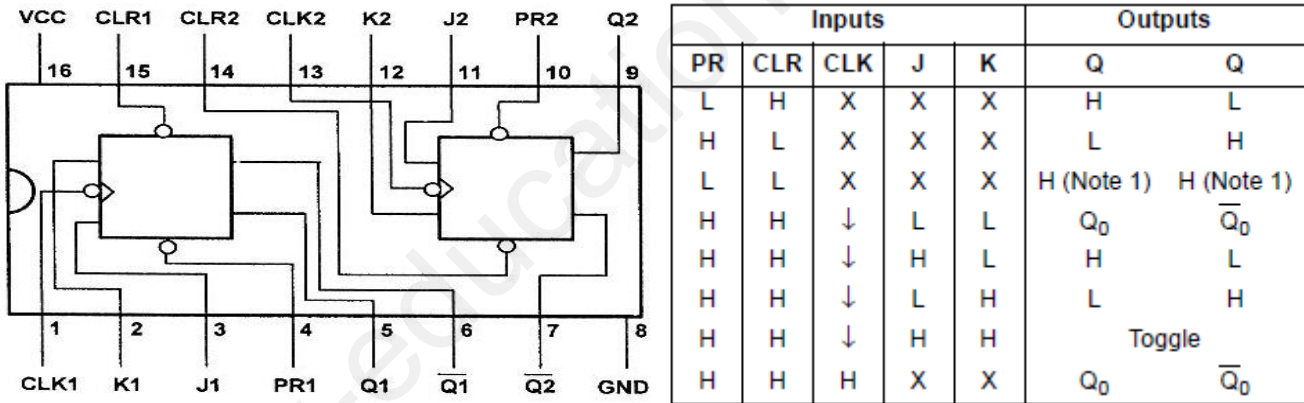 VCC CLR1 CLR2 CLK2 K2 J2 PR2 Q2
16 15 14 13 12 11 10 9
1 2 3 4 5 6 7 8
CLK1 K1 J1 PR1 Q1 Q̅1̅ Q̅2̅ GND
Inputs Outputs
PR CLR CLK J K Q Q
L H X X X H L
H L X X X L H
L L X X X H (Note 1) H (Note 1)
H H ↓ L L Q₀ Q̅₀
H H ↓ H L H L
H H ↓ L H L H
H H ↓ H H Toggle
H H H X X Q₀ Q̅₀